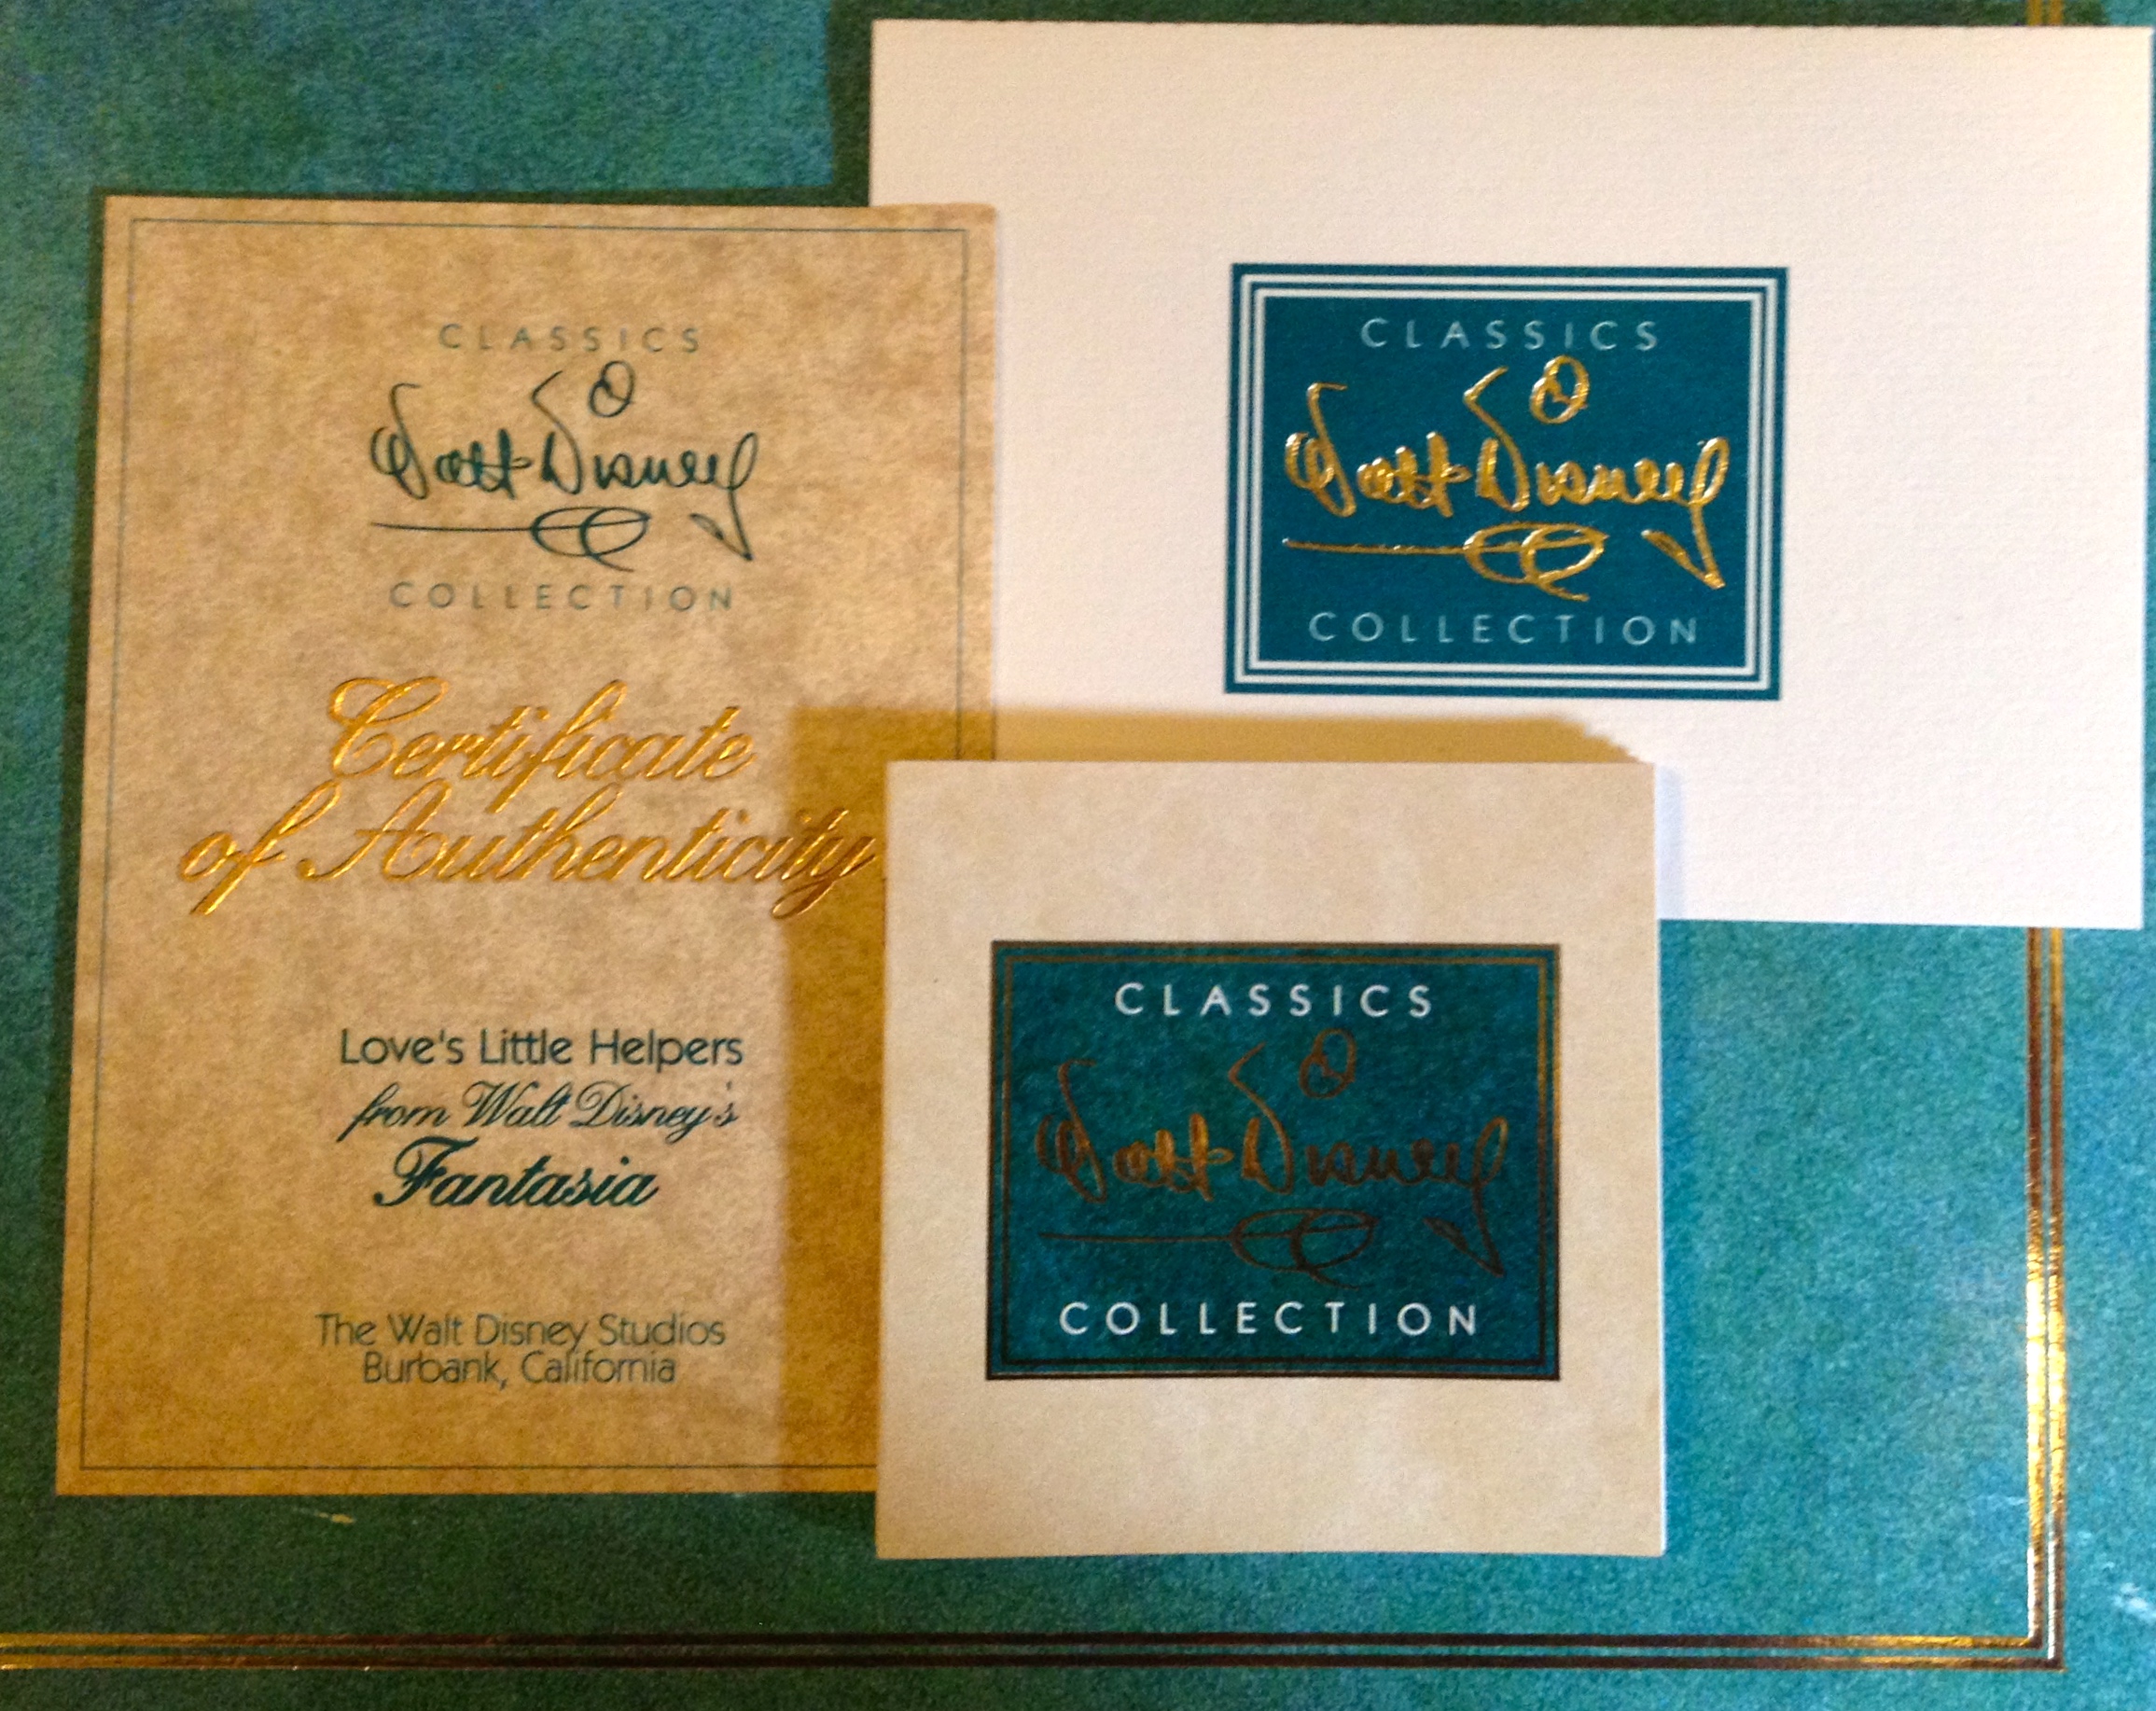 CLASSICS
Walt Disney
COLLECTION
Certificate
of Authenticity
Love's Little Helpers
from Walt Disney's
Fantasia
The Walt Disney Studios
Burbank, California
CLASSICS
Walt Disney
COLLECTION
CLASSICS
Walt Disney
COLLECTION